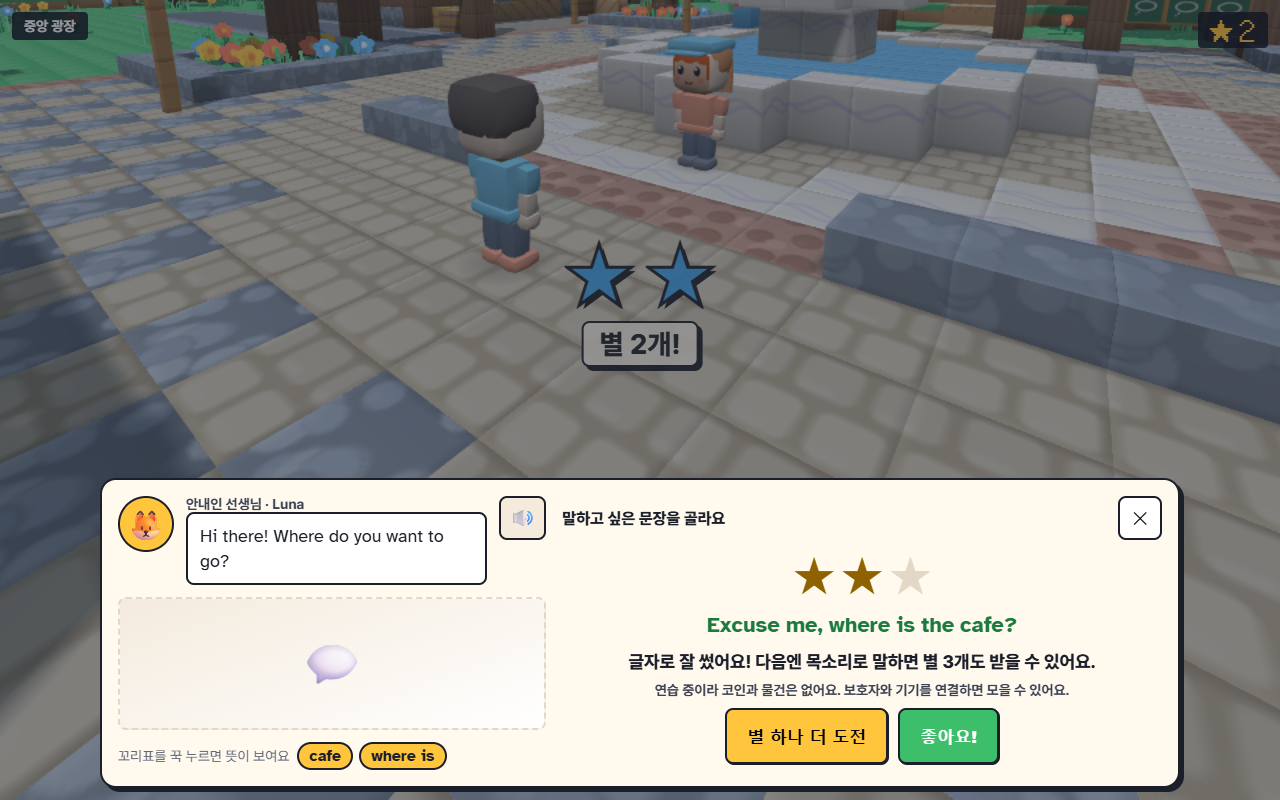 중앙 광장
★2
별 2개!
안내인 선생님 · Luna
Hi there! Where do you want to
go?
말하고 싶은 문장을 골라요
Excuse me, where is the cafe?
글자로 잘 썼어요! 다음엔 목소리로 말하면 별 3개도 받을 수 있어요.
연습 중이라 코인과 물건은 없어요. 보호자와 기기를 연결하면 모을 수 있어요.
별 하나 더 도전
좋아요!
꼬리표를 꾹 누르면 뜻이 보여요
cafe
where is